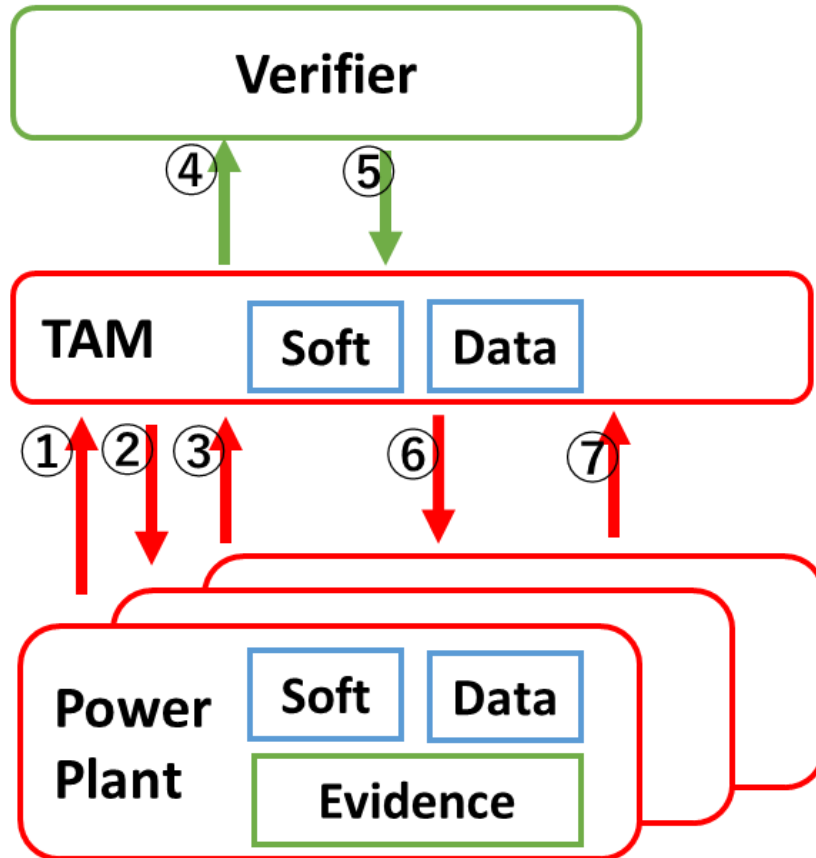 Verifier
④ ⑤
TAM Soft Data
① ② ③ ⑥ ⑦
Power
Plant
Soft Data
Evidence